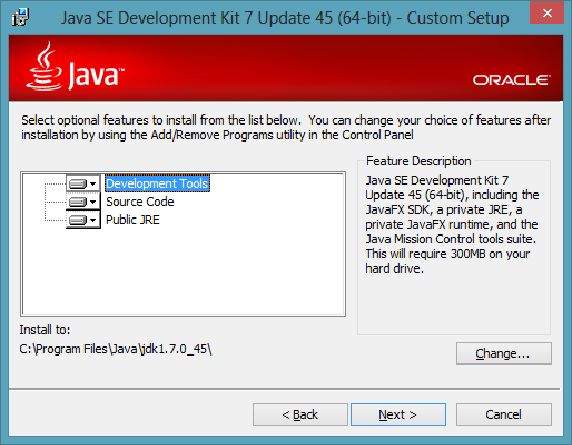 Java SE Development Kit 7 Update 45 (64-bit) - Custom Setup
Java™
ORACLE®
Select optional features to install from the list below. You can change your choice of features after
installation by using the Add/Remove Programs utility in the Control Panel
Development Tools
Source Code
Public JRE
Feature Description
Java SE Development Kit 7
Update 45 (64-bit), including the
JavaFX SDK, a private JRE, a
private JavaFX runtime, and the
Java Mission Control tools suite.
This will require 300MB on your
hard drive.
Install to:
C:\Program Files\Java\jdk1.7.0_45\
Change...
< Back
Next >
Cancel